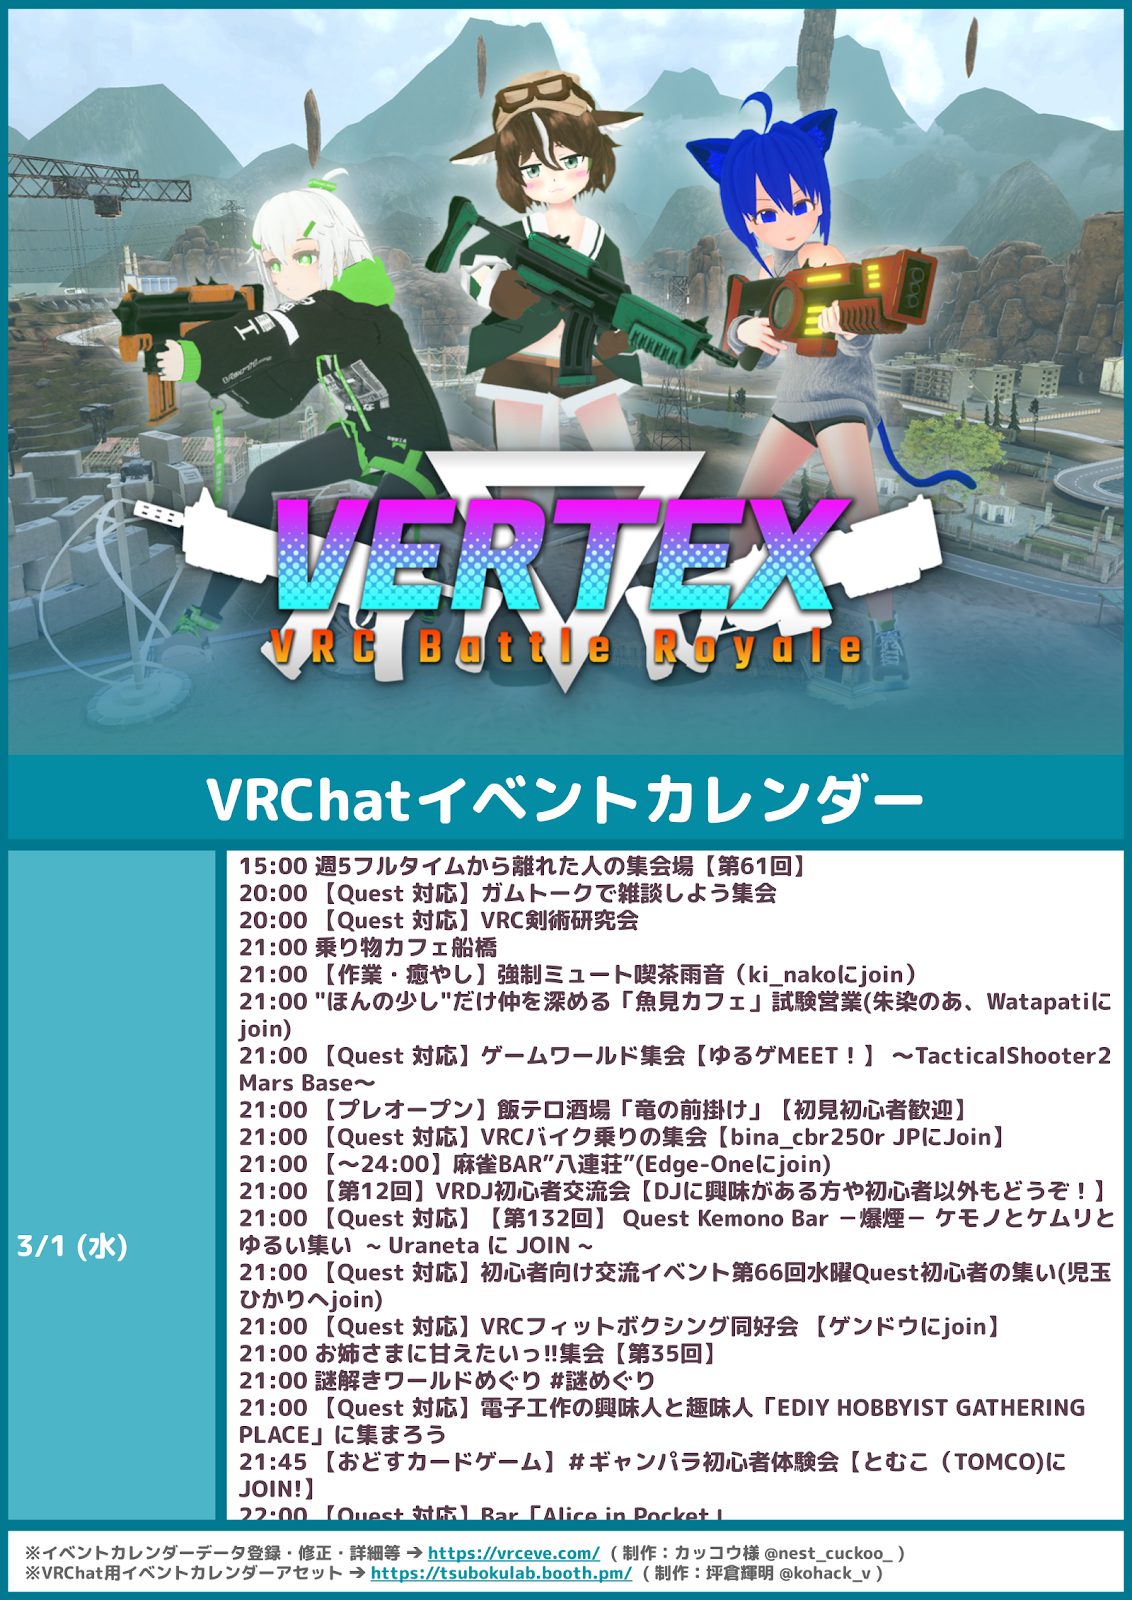 VERTEX
VRC Battle Royale
VRChatイベントカレンダー
3/1 (水)
15:00 週5フルタイムから離れた人の集会場【第61回】
20:00 【Quest 対応】ガムトークで雑談しよう集会
20:00 【Quest 対応】VRC剣術研究会
21:00 乗り物カフェ船橋
21:00 【作業・癒やし】強制ミュート喫茶雨音（ki_nakoにjoin）
21:00 "ほんの少し"だけ仲を深める「魚見カフェ」試験営業(朱染のあ、Watapatiに
join)
21:00 【Quest 対応】ゲームワールド集会【ゆるゲMEET！】 〜TacticalShooter2
Mars Base〜
21:00 【プレオープン】飯テロ酒場「竜の前掛け」【初見初心者歓迎】
21:00 【Quest 対応】VRCバイク乗りの集会【bina_cbr250r JPにJoin】
21:00 【〜24:00】麻雀BAR”八連荘”(Edge-Oneにjoin)
21:00 【第12回】VRDJ初心者交流会【DJに興味がある方や初心者以外もどうぞ！】
21:00 【Quest 対応】【第132回】 Quest Kemono Bar －爆煙－ ケモノとケムリと
ゆるい集い ~ Uraneta に JOIN ~
21:00 【Quest 対応】初心者向け交流イベント第66回水曜Quest初心者の集い(児玉
ひかりへjoin)
21:00 【Quest 対応】VRCフィットボクシング同好会 【ゲンドウにjoin】
21:00 お姉さまに甘えたいっ!!集会【第35回】
21:00 謎解きワールドめぐり #謎めぐり
21:00 【Quest 対応】電子工作の興味人と趣味人「EDIY HOBBYIST GATHERING
PLACE」に集まろう
21:45 【おどすカードゲーム】＃ギャンパラ初心者体験会【とむこ（TOMCO)に
JOIN!】
22:00 【Quest 対応】Bar「Alice in Pocket」
※イベントカレンダーデータ登録・修正・詳細等 → https://vrceve.com/ ( 制作：カッコウ様 @nest_cuckoo_ )
※VRChat用イベントカレンダーアセット → https://tsubokulab.booth.pm/ ( 制作：坪倉輝明 @kohack_v )